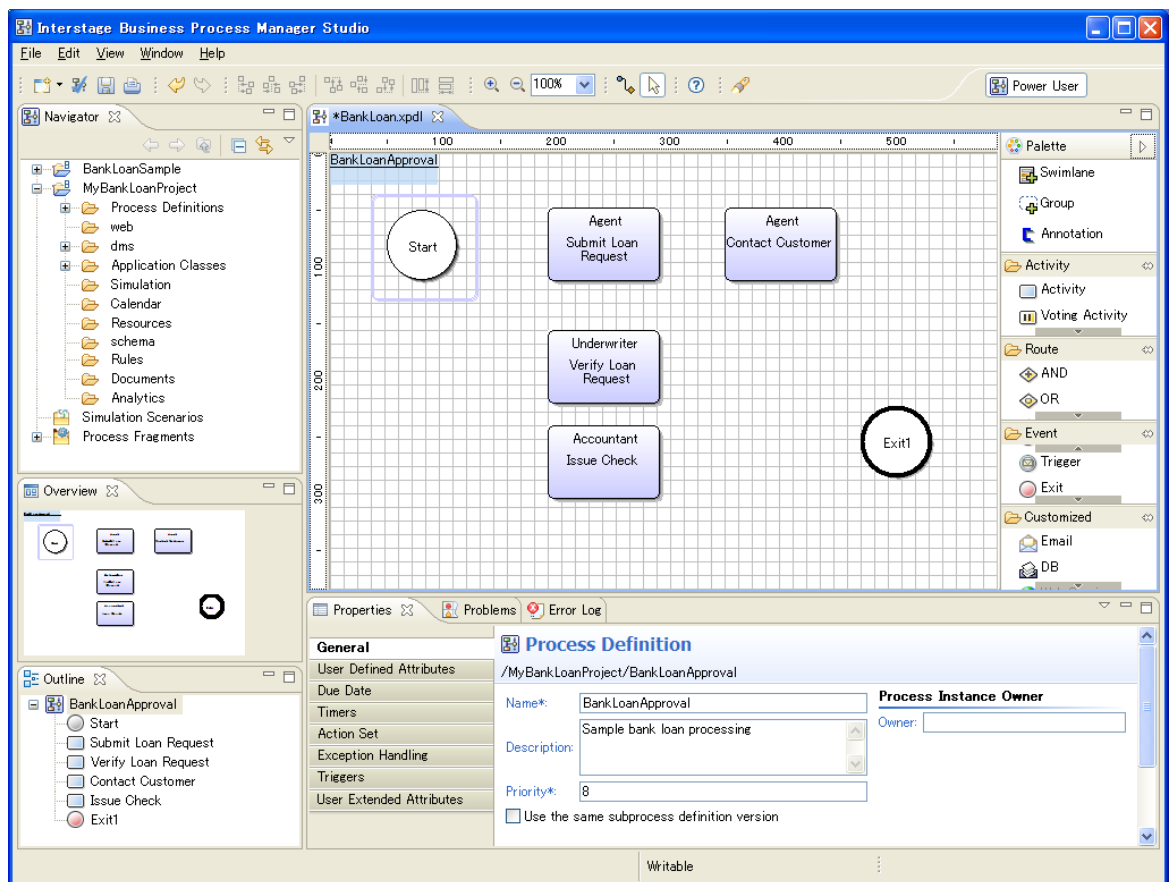 Interstage Business Process Manager Studio
File Edit View Window Help
100%
Power User
Navigator
BankLoanSample
MyBankLoanProject
Process Definitions
web
dms
Application Classes
Simulation
Calendar
Resources
schema
Rules
Documents
Analytics
Simulation Scenarios
Process Fragments
Overview
Outline
BankLoanApproval
Start
Submit Loan Request
Verify Loan Request
Contact Customer
Issue Check
Exit1
*BankLoan.xpdl
100 200 300 400 500
100
200
300
BankLoanApproval
Start
Agent
Submit Loan
Request
Agent
Contact Customer
Underwriter
Verify Loan
Request
Accountant
Issue Check
Exit1
Palette
Swimlane
Group
Annotation
Activity
Activity
Voting Activity
Route
AND
OR
Event
Trigger
Exit
Customized
Email
DB
Properties Problems Error Log
General
User Defined Attributes
Due Date
Timers
Action Set
Exception Handling
Triggers
User Extended Attributes
Process Definition
/MyBankLoanProject/BankLoanApproval
Name*: BankLoanApproval
Description: Sample bank loan processing
Priority*: 8
Use the same subprocess definition version
Process Instance Owner
Owner:
Writable